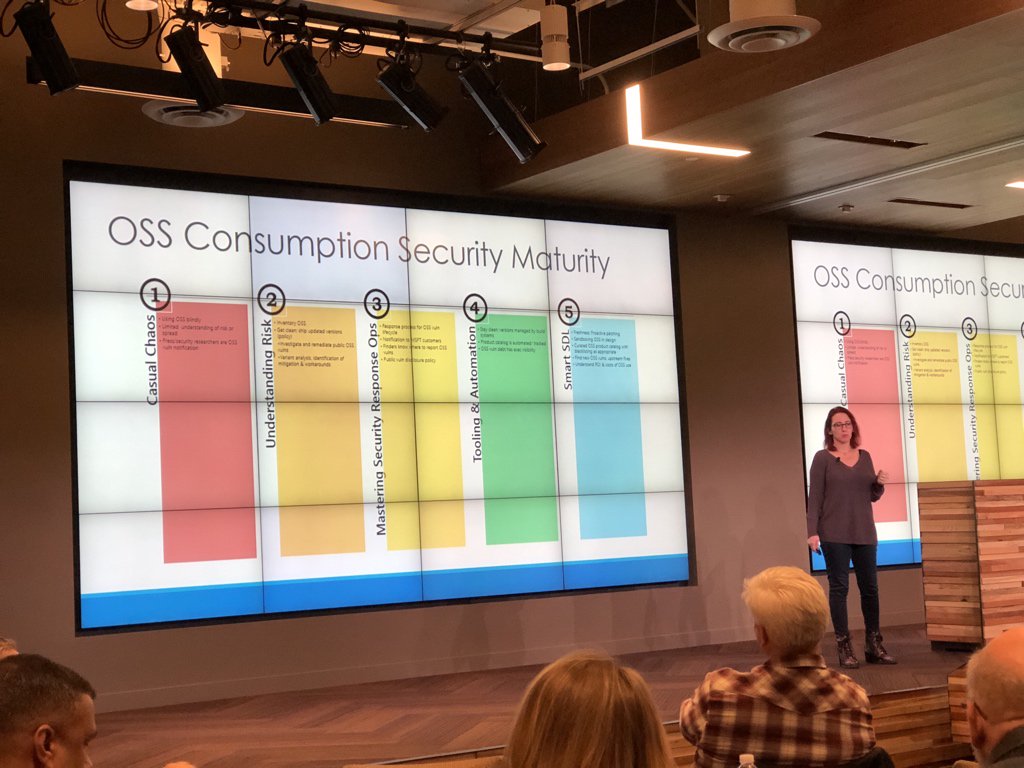 OSS Consumption Security Maturity
1
Casual Chaos
• Using OSS blindly
• Limited understanding of risk or
spread
• Press/security researchers are OSS
vuln notification
2
Understanding Risk
• Inventory OSS
• Get clean: ship updated versions
(policy)
• Investigate and remediate public OSS
vulns
• Variant analysis, identification of
mitigation & workarounds
3
Mastering Security Response Ops
• Response process for OSS vuln
lifecycle
• Notification to MSFT customers
• Finders know where to report OSS
vulns
• Public vuln disclosure policy
4
Tooling & Automation
• Stay clean: versions managed by build
systems
• Product catalog is automated/tracked
• OSS vuln debt has exec visibility
5
Smart SDL
• Freshness: Proactive patching
• Sandboxing OSS in design
• Curated OSS product catalog with
blacklisting as appropriate
• Find new OSS vulns, upstream fixes
• Understand ROI & costs of OSS use
OSS Consumption Secu
1
Casual Chaos
2
Understanding Risk
3
ring Security Response Ops